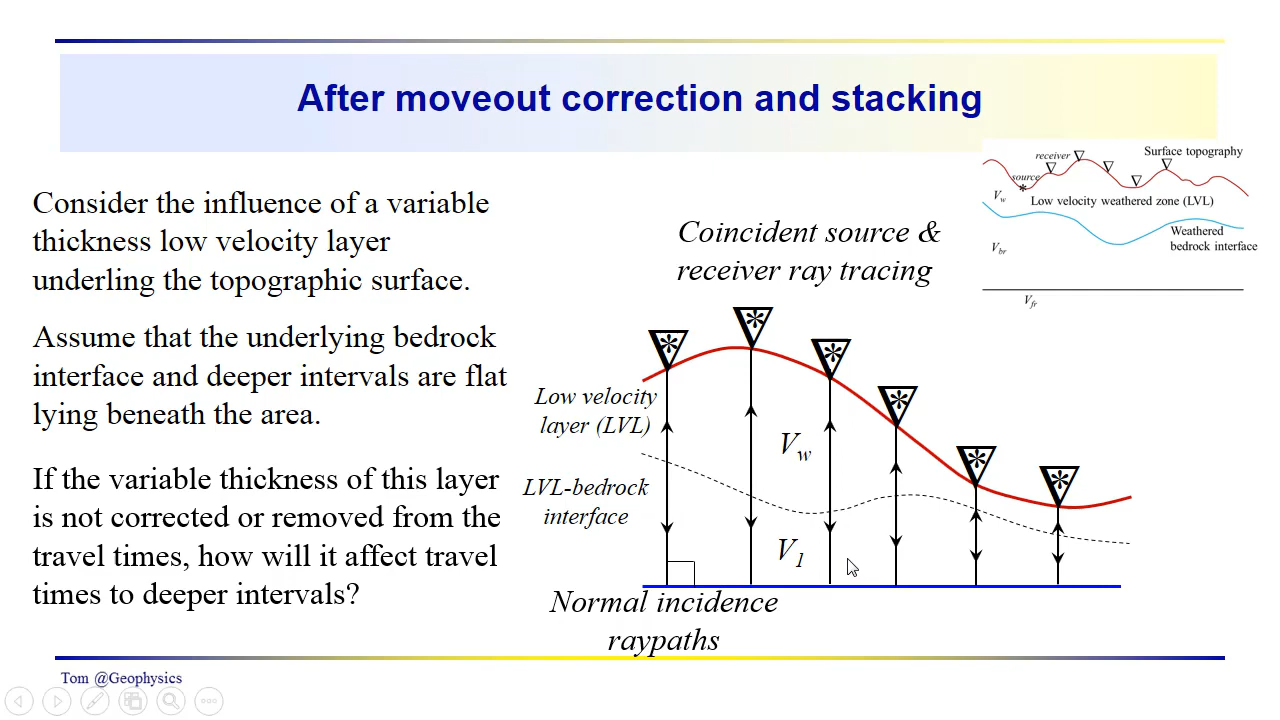 After moveout correction and stacking
Consider the influence of a variable
thickness low velocity layer
underling the topographic surface.
Assume that the underlying bedrock
interface and deeper intervals are flat
lying beneath the area.
If the variable thickness of this layer
is not corrected or removed from the
travel times, how will it affect travel
times to deeper intervals?
Coincident source &
receiver ray tracing
receiver
Surface topography
source
Vw
Low velocity weathered zone (LVL)
Weathered
bedrock interface
Vbr
Vfr
Low velocity
layer (LVL)
Vw
LVL-bedrock
interface
V1
Normal incidence
raypaths
Tom @Geophysics